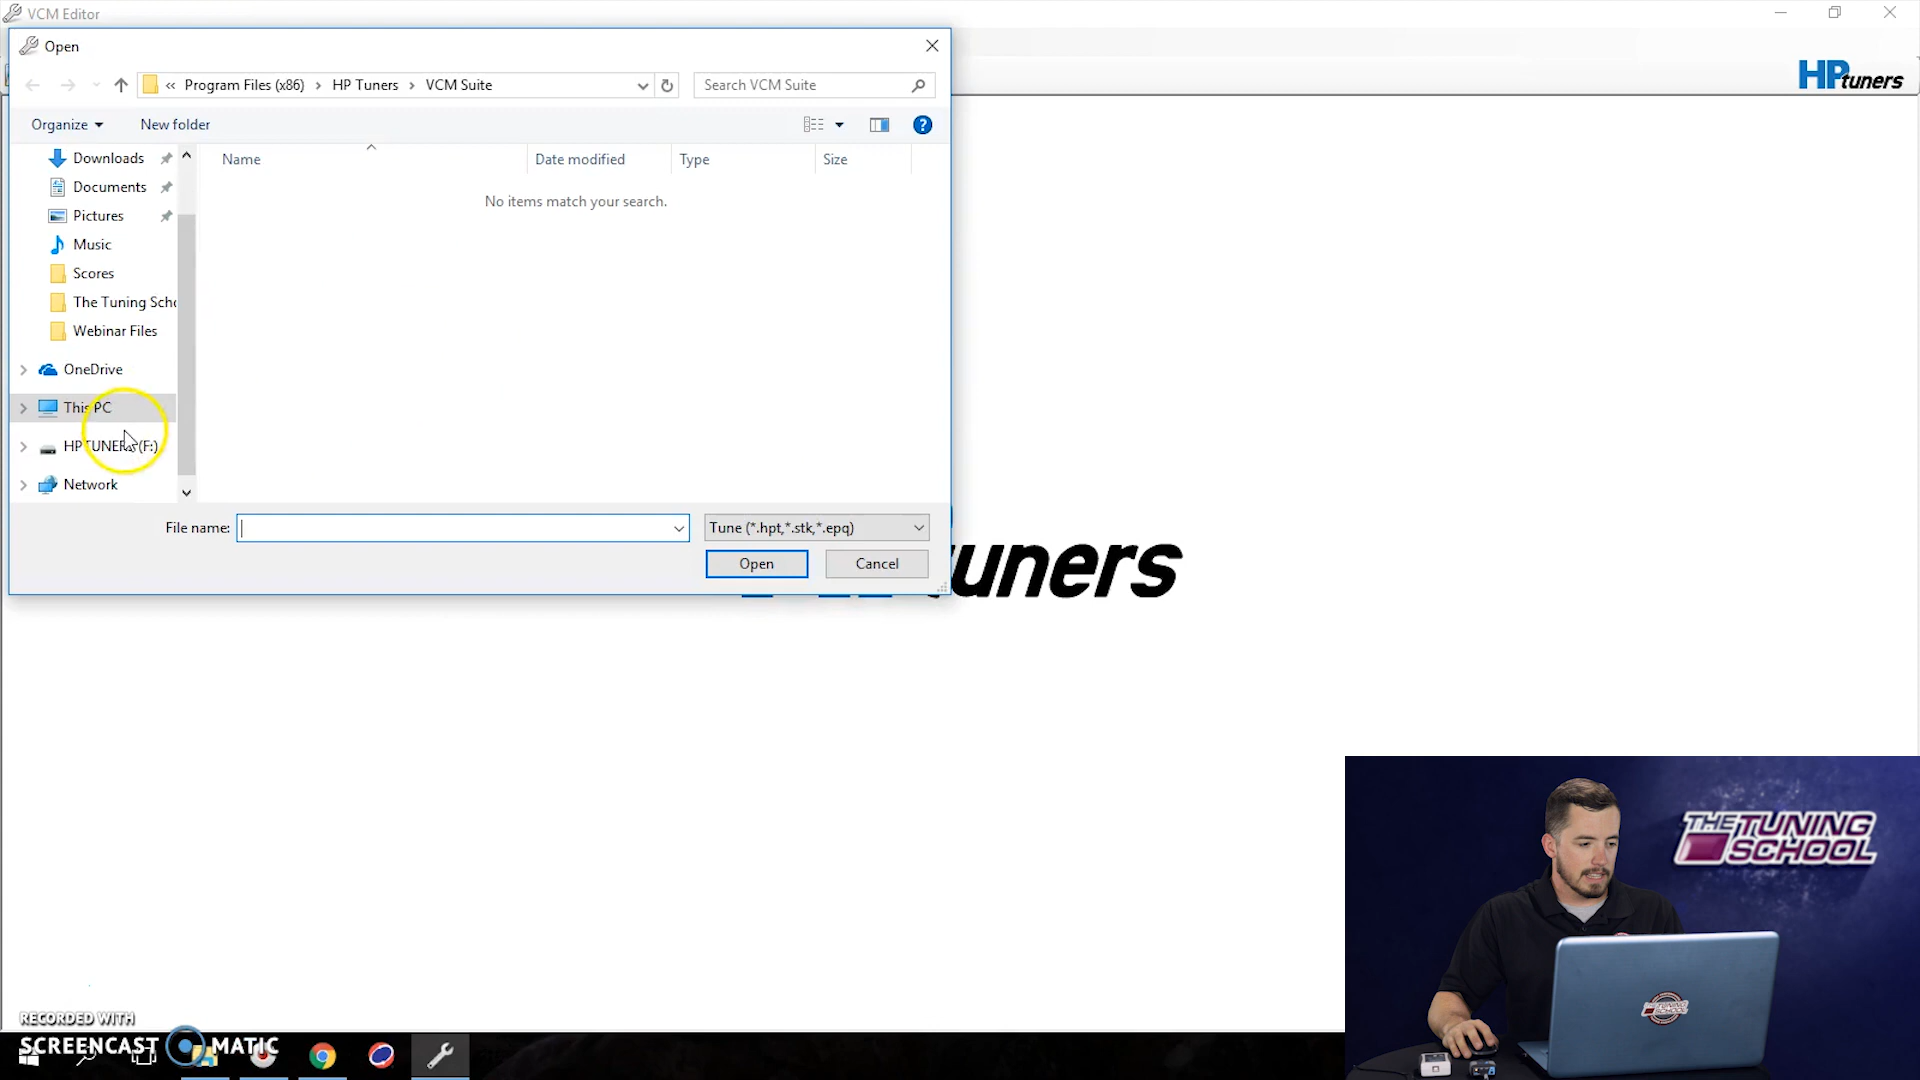 VCM Editor
Open
« Program Files (x86) > HP Tuners > VCM Suite
Search VCM Suite
HP tuners
Organize
New folder
Name
Date modified
Type
Size
No items match your search.
Downloads
Documents
Pictures
Music
Scores
The Tuning Scho
Webinar Files
OneDrive
This PC
HPTUNERS (F:)
Network
File name:
Tune (*.hpt,*.stk,*.epq)
Open
Cancel
tuners
THE TUNING
SCHOOL
RECORDED WITH
SCREENCAST MATIC